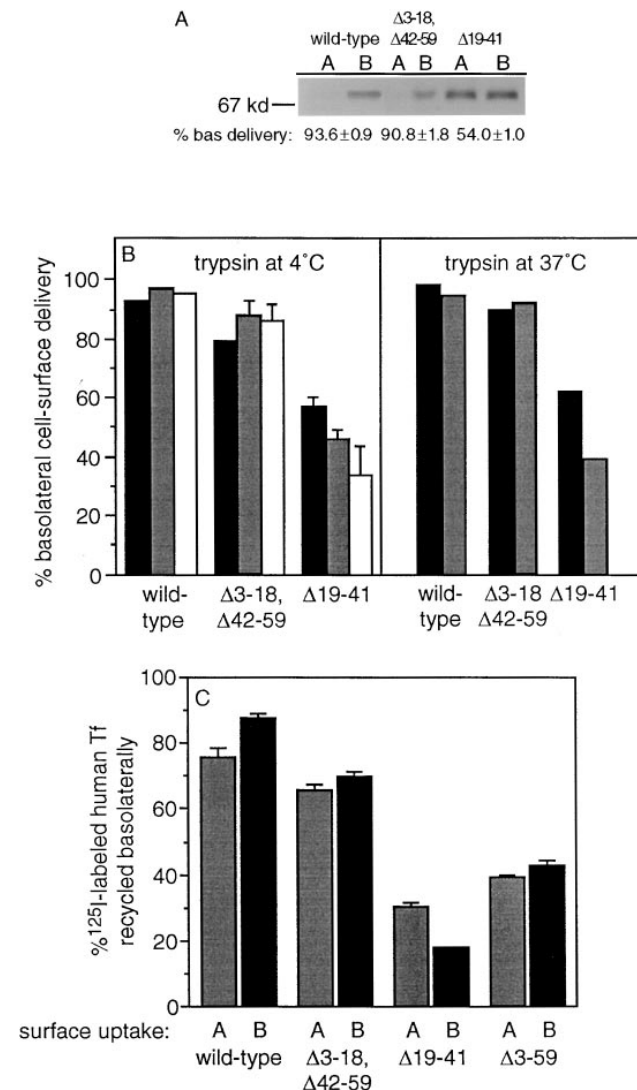 A
Δ3-18,
wild-type Δ42-59 Δ19-41
A B A B A B
67 kd
% bas delivery: 93.6±0.9 90.8±1.8 54.0±1.0
B
trypsin at 4˚C trypsin at 37˚C
% basolateral cell-surface delivery
100
80
60
40
20
0
wild- Δ3-18, Δ19-41 wild- Δ3-18 Δ19-41
type Δ42-59 type Δ42-59
C
%¹²⁵I-labeled human Tf
recycled basolaterally
100
80
60
40
20
0
surface uptake: A B A B A B A B
wild-type Δ3-18, Δ19-41 Δ3-59
Δ42-59